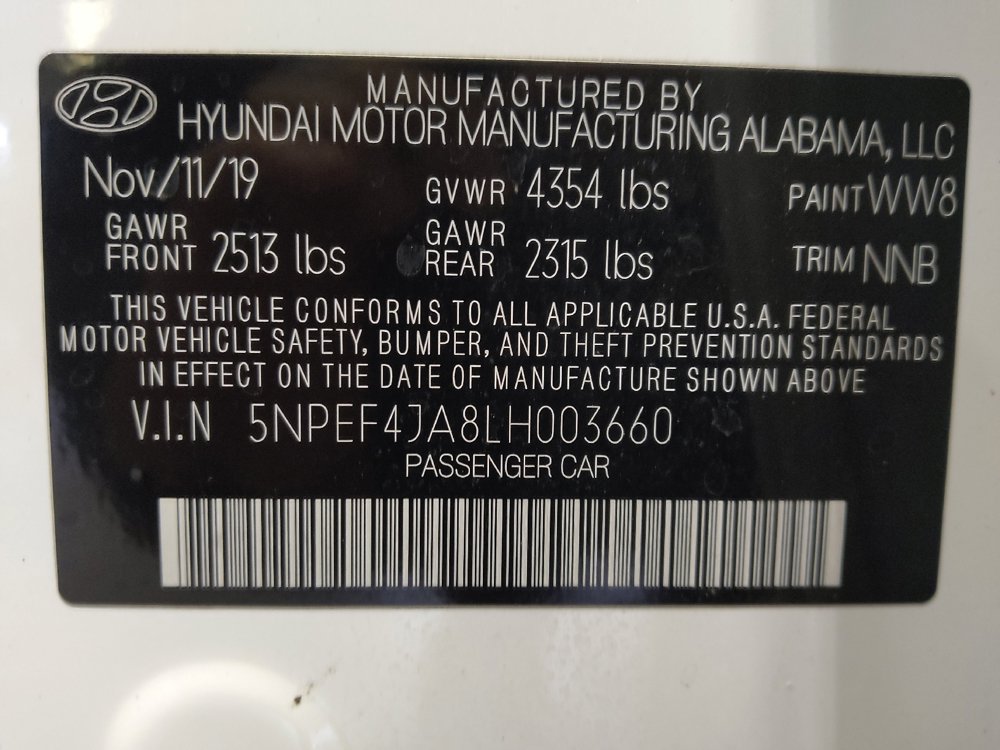 MANUFACTURED BY
HYUNDAI MOTOR MANUFACTURING ALABAMA, LLC
Nov/11/19 GVWR 4354 lbs PAINT WW8
GAWR FRONT 2513 lbs GAWR REAR 2315 lbs TRIM NNB
THIS VEHICLE CONFORMS TO ALL APPLICABLE U.S.A. FEDERAL
MOTOR VEHICLE SAFETY, BUMPER, AND THEFT PREVENTION STANDARDS
IN EFFECT ON THE DATE OF MANUFACTURE SHOWN ABOVE
V.I.N 5NPEF4JA8LH003660
PASSENGER CAR